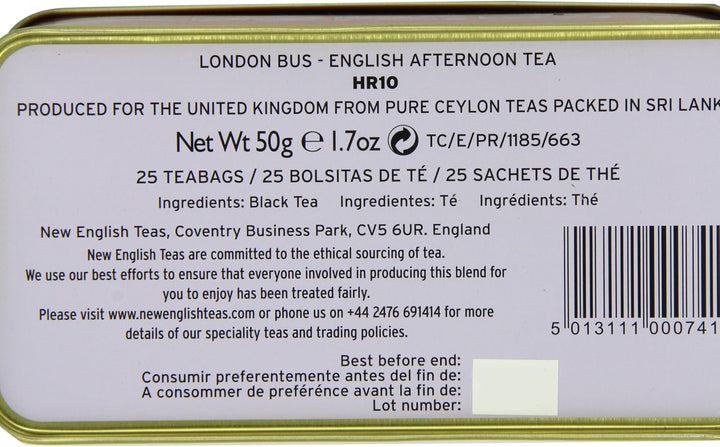 LONDON BUS - ENGLISH AFTERNOON TEA
HR10
PRODUCED FOR THE UNITED KINGDOM FROM PURE CEYLON TEAS PACKED IN SRI LANK
Net Wt 50g ℮ 1.7oz TC/E/PR/1185/663
25 TEABAGS / 25 BOLSITAS DE TÉ / 25 SACHETS DE THÉ
Ingredients: Black Tea Ingredientes: Té Ingrédients: Thé
New English Teas, Coventry Business Park, CV5 6UR. England
New English Teas are committed to the ethical sourcing of tea.
We use our best efforts to ensure that everyone involved in producing this blend for
you to enjoy has been treated fairly.
Please visit www.newenglishteas.com or phone us on +44 2476 691414 for more
details of our speciality teas and trading policies.
5 013111 000741
Best before end:
Consumir preferentemente antes del fin de:
A consommer de preférénce avant la fin de:
Lot number: